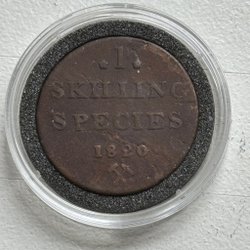 .1.
SKILLING
SPECIES
1820